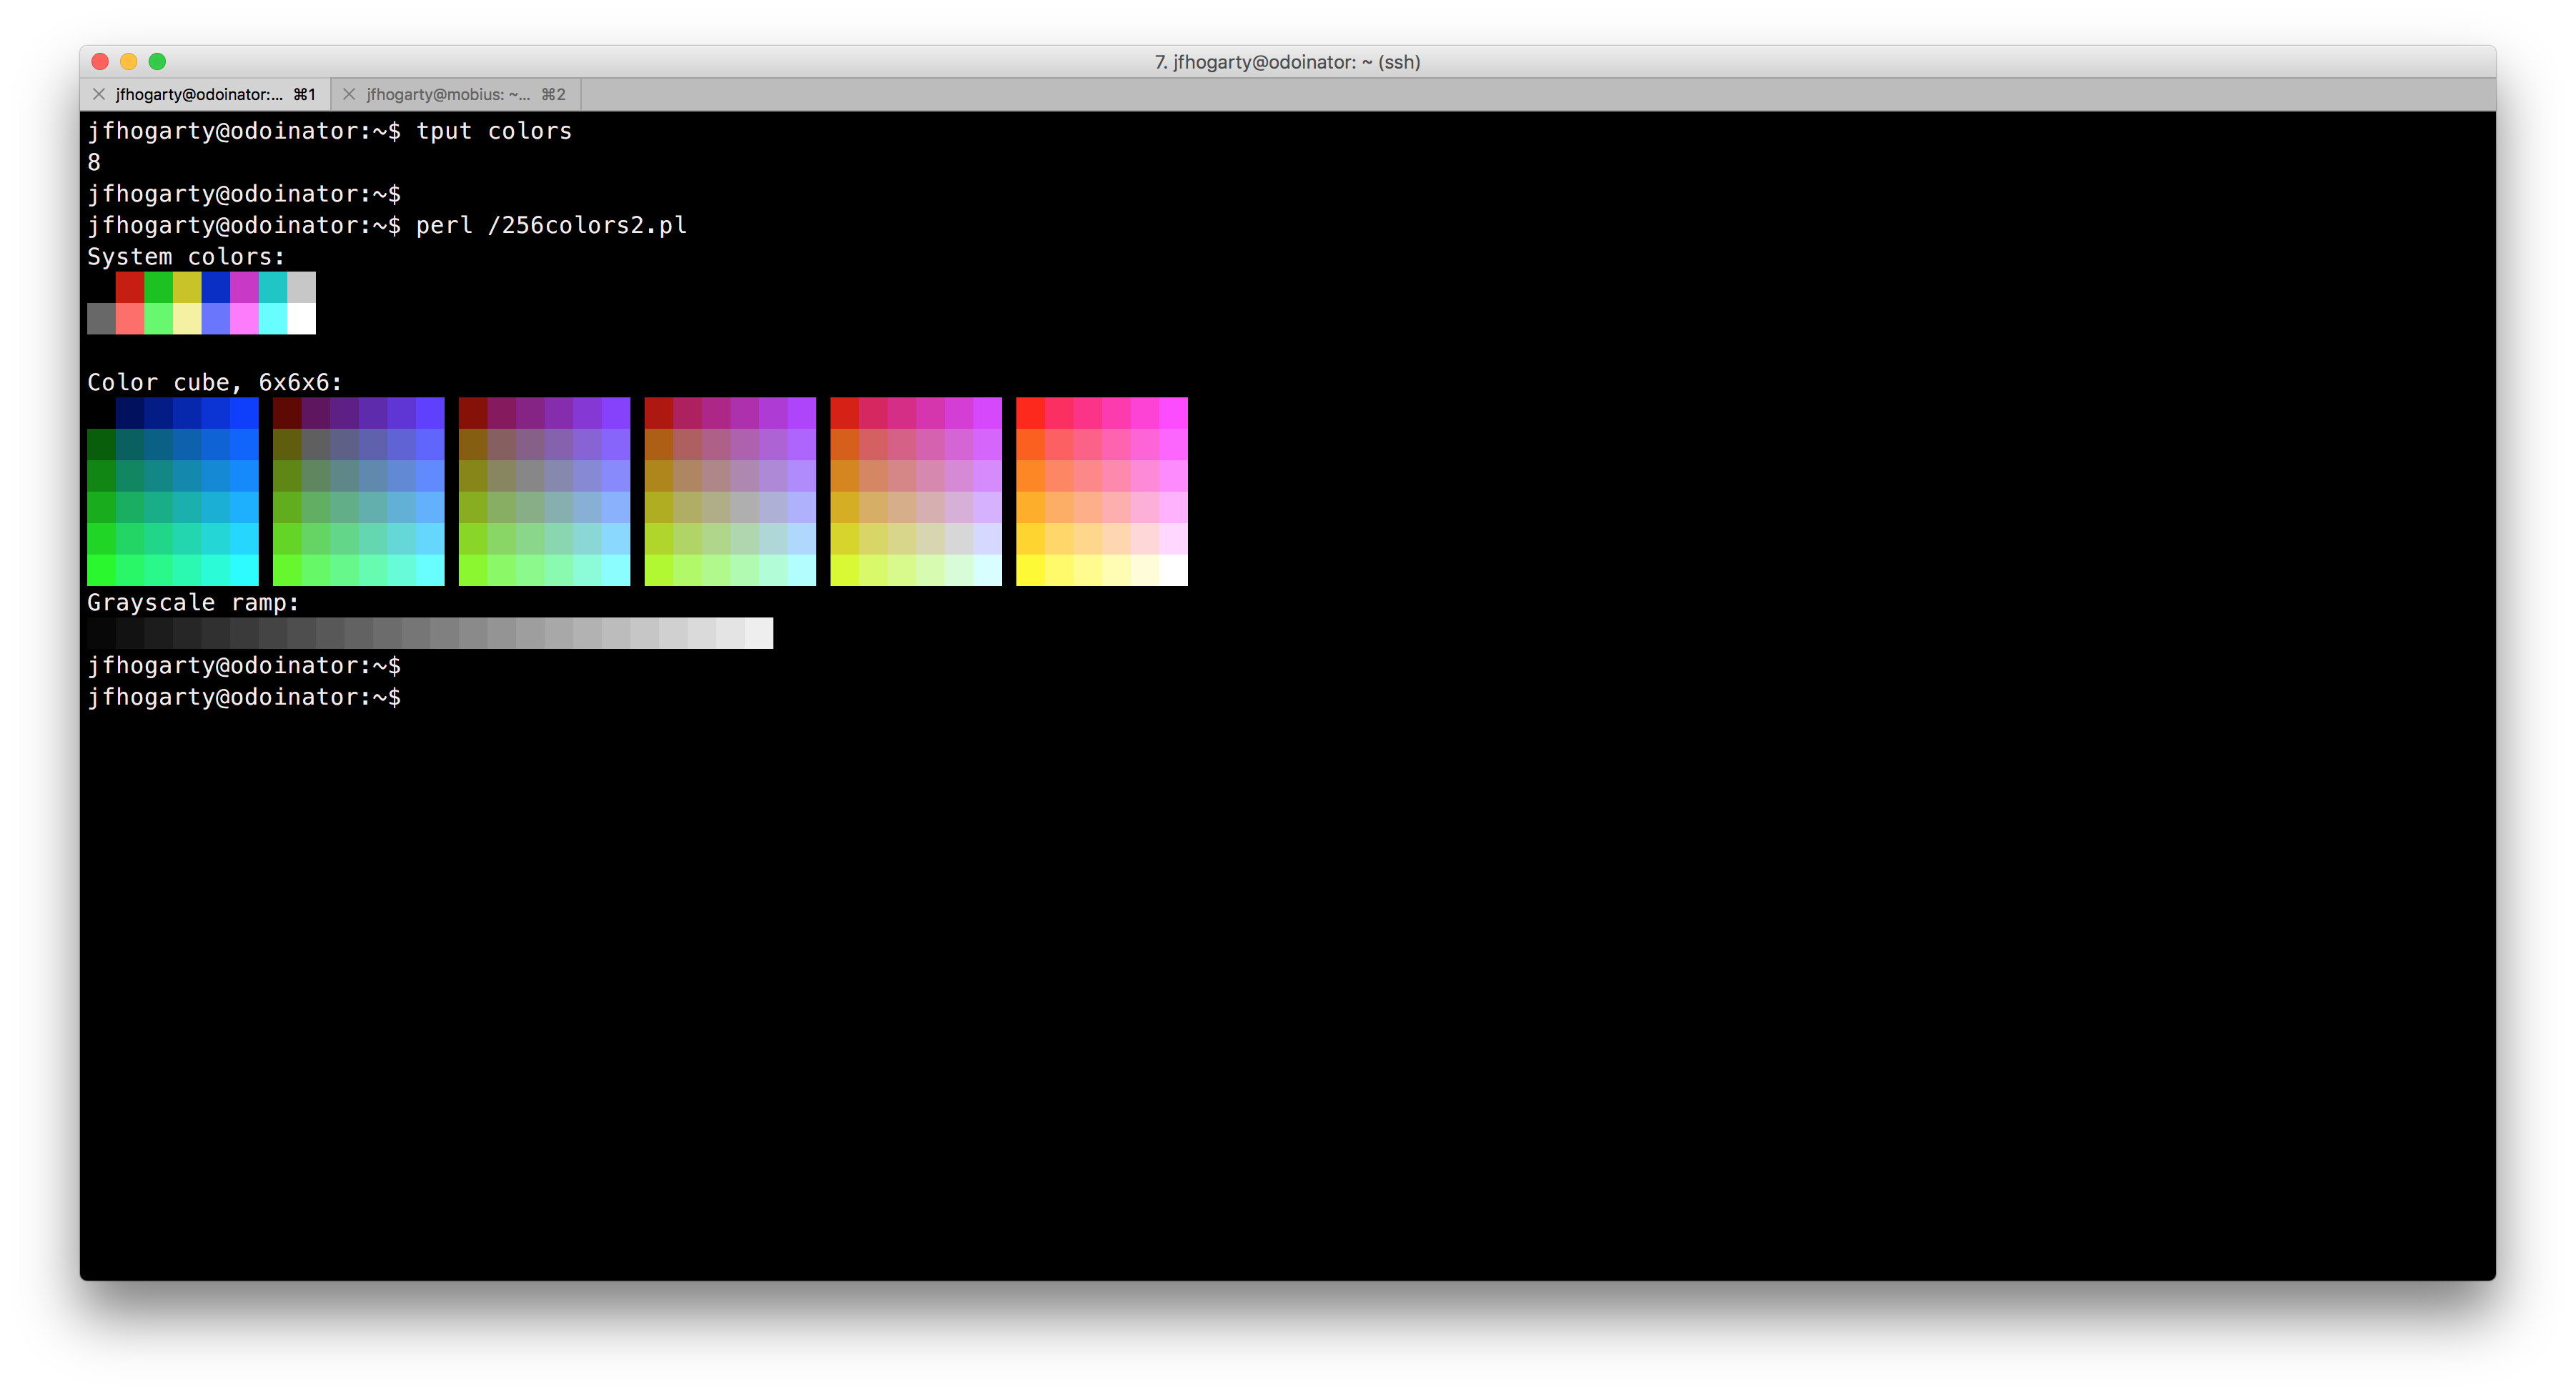 7. jfhogarty@odoinator: ~ (ssh)
jfhogarty@odoinator:... ⌘1 jfhogarty@mobius: ~... ⌘2
jfhogarty@odoinator:~$ tput colors
8
jfhogarty@odoinator:~$
jfhogarty@odoinator:~$ perl /256colors2.pl
System colors:
Color cube, 6x6x6:
Grayscale ramp:
jfhogarty@odoinator:~$
jfhogarty@odoinator:~$